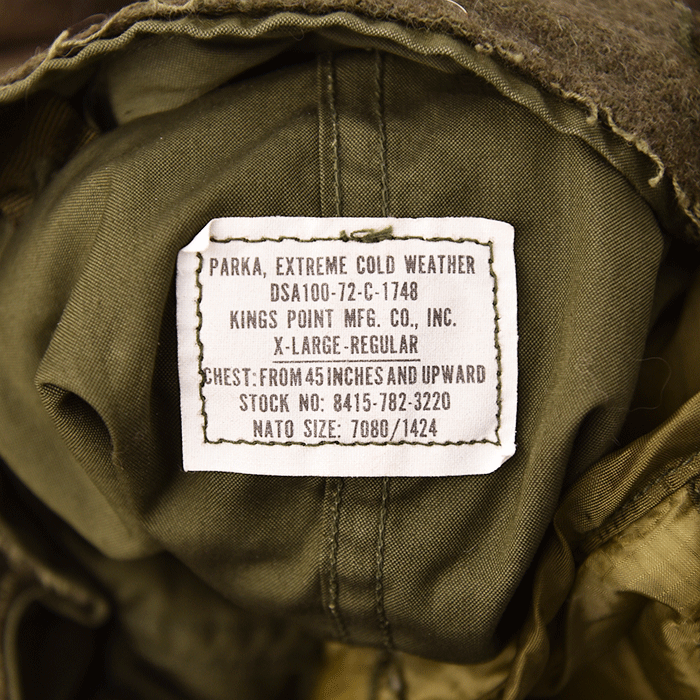 PARKA, EXTREME COLD WEATHER
DSA100-72-C-1748
KINGS POINT MFG. CO., INC.
X-LARGE-REGULAR
CHEST: FROM 45 INCHES AND UPWARD
STOCK NO: 8415-782-3220
NATO SIZE: 7080/1424